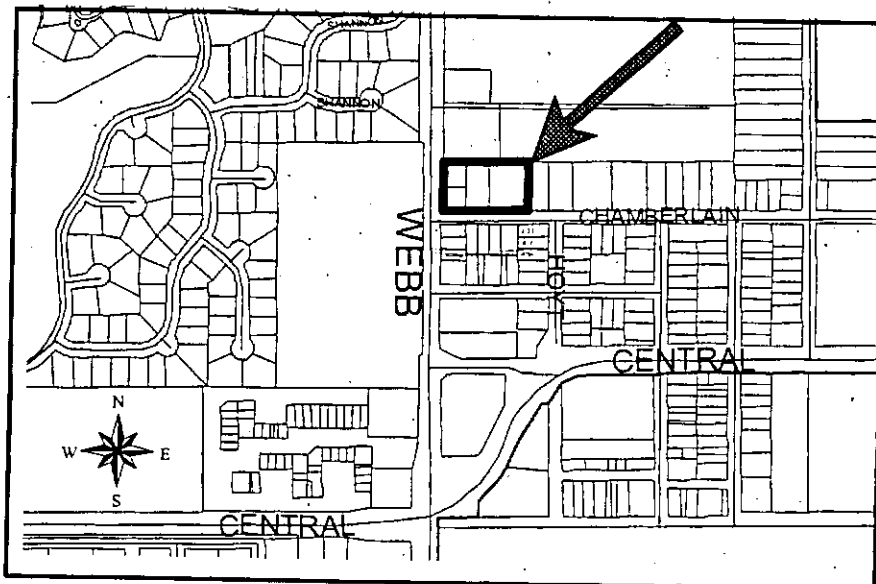 SHANNON
SHANNON
CHAMBERLAIN
WEBB
HOYT
CENTRAL
N
W E
S
CENTRAL